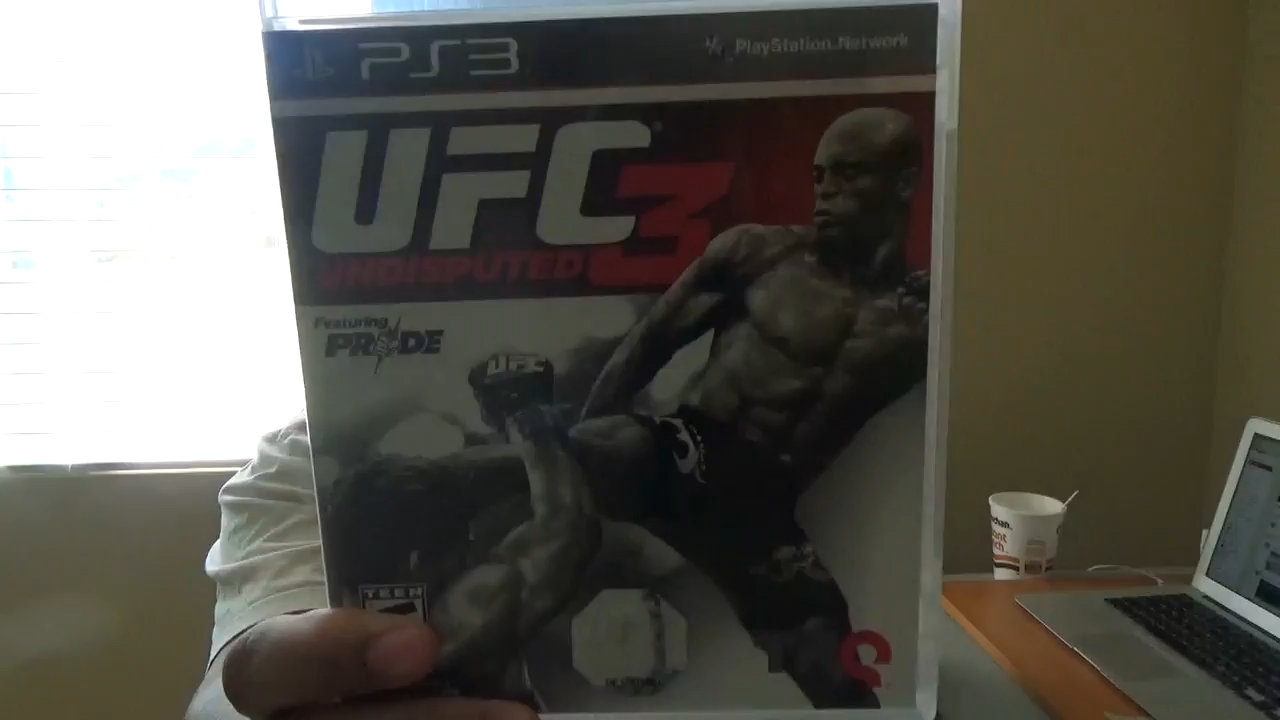 PS3
PlayStation Network
UFC 3
UNDISPUTED
Featuring
PRIDE
UFC
TEEN